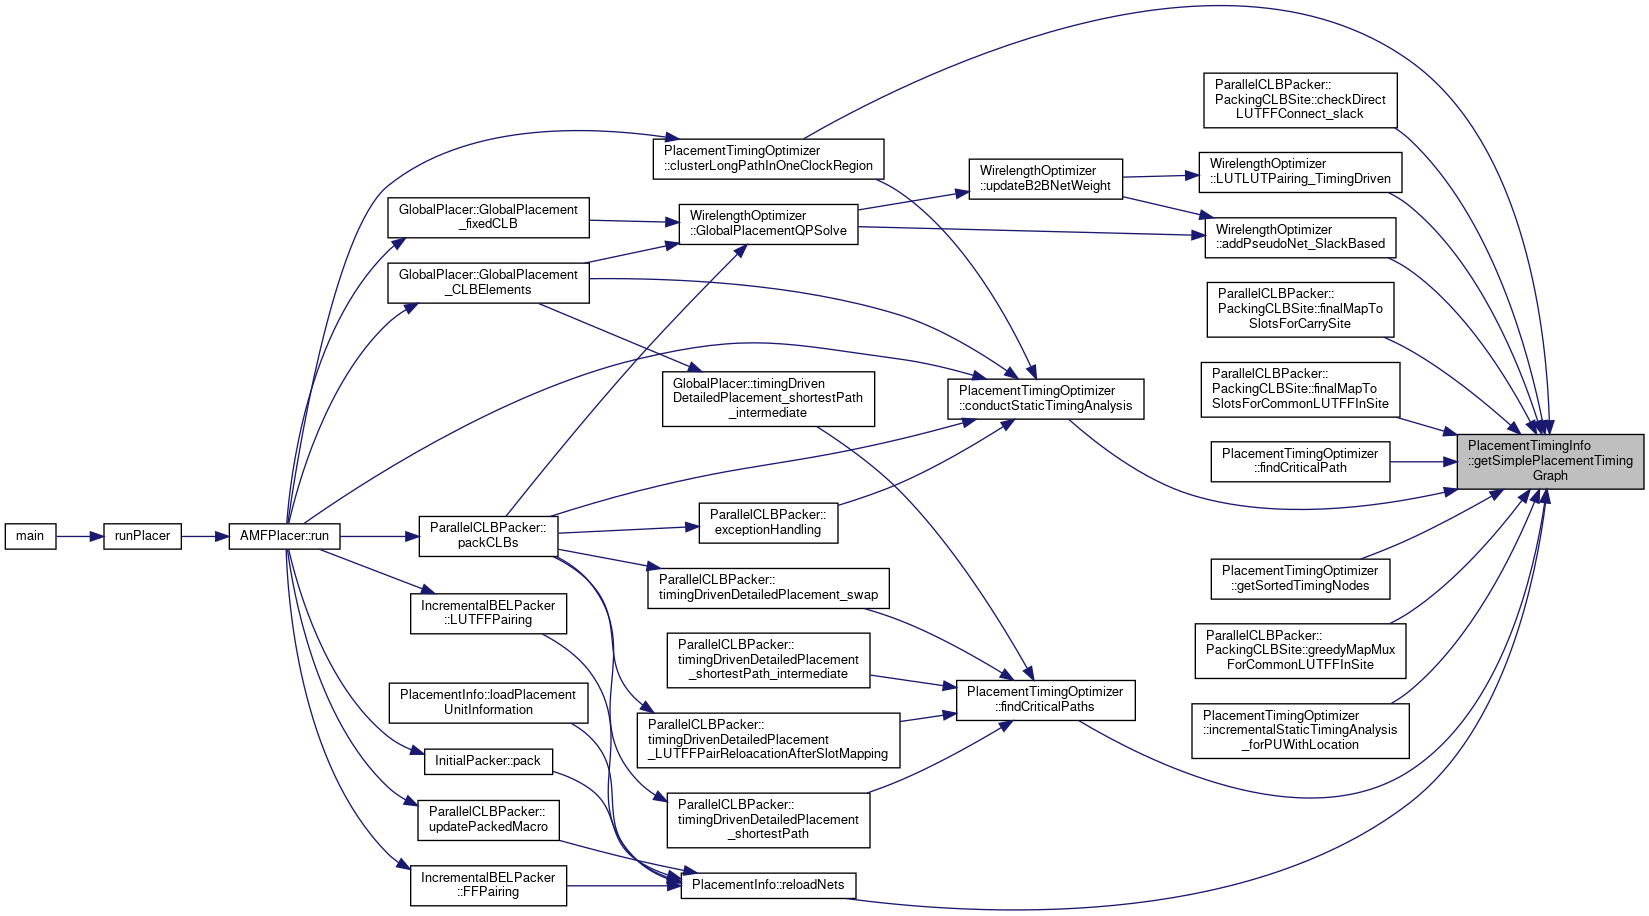 main
runPlacer
AMFPlacer::run
PlacementTimingOptimizer
::clusterLongPathInOneClockRegion
GlobalPlacer::GlobalPlacement
_fixedCLB
GlobalPlacer::GlobalPlacement
_CLBElements
WirelengthOptimizer
::GlobalPlacementQPSolve
WirelengthOptimizer
::updateB2BNetWeight
ParallelCLBPacker::
PackingCLBSite::checkDirect
LUTFFConnect_slack
WirelengthOptimizer
::LUTLUTPairing_TimingDriven
WirelengthOptimizer
::addPseudoNet_SlackBased
ParallelCLBPacker::
PackingCLBSite::finalMapTo
SlotsForCarrySite
GlobalPlacer::timingDriven
DetailedPlacement_shortestPath
_intermediate
PlacementTimingOptimizer
::conductStaticTimingAnalysis
ParallelCLBPacker::
PackingCLBSite::finalMapTo
SlotsForCommonLUTFFInSite
PlacementTimingOptimizer
::findCriticalPath
PlacementTimingInfo
::getSimplePlacementTiming
Graph
ParallelCLBPacker::
packCLBs
ParallelCLBPacker::
exceptionHandling
IncrementalBELPacker
::LUTFFPairing
ParallelCLBPacker::
timingDrivenDetailedPlacement_swap
PlacementTimingOptimizer
::getSortedTimingNodes
ParallelCLBPacker::
timingDrivenDetailedPlacement
_shortestPath_intermediate
ParallelCLBPacker::
PackingCLBSite::greedyMapMux
ForCommonLUTFFInSite
PlacementInfo::loadPlacement
UnitInformation
ParallelCLBPacker::
timingDrivenDetailedPlacement
_LUTFFPairReloacationAfterSlotMapping
PlacementTimingOptimizer
::findCriticalPaths
PlacementTimingOptimizer
::incrementalStaticTimingAnalysis
_forPUWithLocation
InitialPacker::pack
ParallelCLBPacker::
updatePackedMacro
ParallelCLBPacker::
timingDrivenDetailedPlacement
_shortestPath
IncrementalBELPacker
::FFPairing
PlacementInfo::reloadNets